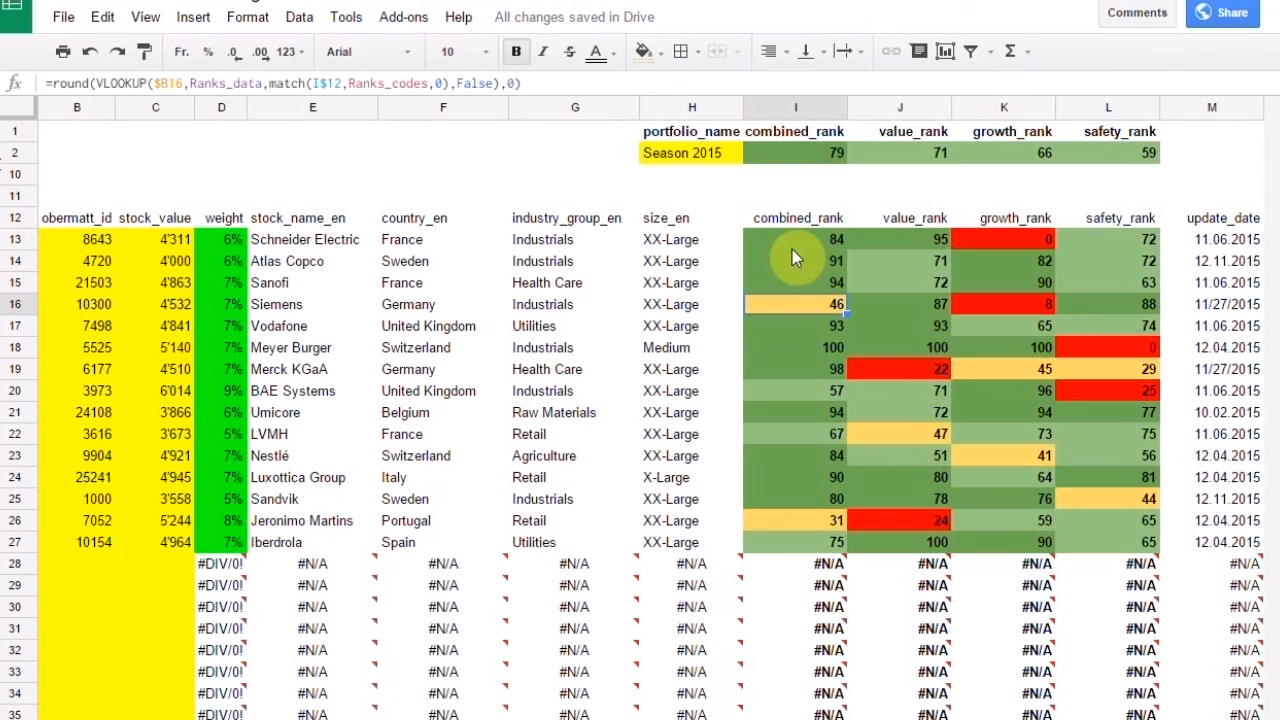 File Edit View Insert Format Data Tools Add-ons Help All changes saved in Drive Comments Share
Fr. % .0 .00 123 Arial 10 B I S A Σ
fx =round(VLOOKUP($B16,Ranks_data,match(I$12,Ranks_codes,0),False),0)
B C D E F G H I J K L M
1 portfolio_name combined_rank value_rank growth_rank safety_rank
2 Season 2015 79 71 66 59
10
11
12 obermatt_id stock_value weight stock_name_en country_en industry_group_en size_en combined_rank value_rank growth_rank safety_rank update_date
13 8643 4'311 6% Schneider Electric France Industrials XX-Large 84 95 0 72 11.06.2015
14 4720 4'000 6% Atlas Copco Sweden Industrials XX-Large 91 71 82 72 12.11.2015
15 21503 4'863 7% Sanofi France Health Care XX-Large 94 72 90 63 11.06.2015
16 10300 4'532 7% Siemens Germany Industrials XX-Large 46 87 8 88 11/27/2015
17 7498 4'841 7% Vodafone United Kingdom Utilities XX-Large 93 93 65 74 11.06.2015
18 5525 5'140 7% Meyer Burger Switzerland Industrials Medium 100 100 100 0 12.04.2015
19 6177 4'510 7% Merck KGaA Germany Health Care XX-Large 98 22 45 29 11/27/2015
20 3973 6'014 9% BAE Systems United Kingdom Industrials XX-Large 57 71 96 25 11.06.2015
21 24108 3'866 6% Umicore Belgium Raw Materials XX-Large 94 72 94 77 10.02.2015
22 3616 3'673 5% LVMH France Retail XX-Large 67 47 73 75 11.06.2015
23 9904 4'921 7% Nestlé Switzerland Agriculture XX-Large 84 51 41 56 11.06.2015
24 25241 4'945 7% Luxottica Group Italy Retail X-Large 90 80 64 81 12.04.2015
25 1000 3'558 5% Sandvik Sweden Industrials XX-Large 80 78 76 44 12.11.2015
26 7052 5'244 8% Jeronimo Martins Portugal Retail XX-Large 31 24 59 65 12.04.2015
27 10154 4'964 7% Iberdrola Spain Utilities XX-Large 75 100 90 65 12.04.2015
28 #DIV/0! #N/A #N/A #N/A #N/A #N/A #N/A #N/A #N/A #N/A
29 #DIV/0! #N/A #N/A #N/A #N/A #N/A #N/A #N/A #N/A #N/A
30 #DIV/0! #N/A #N/A #N/A #N/A #N/A #N/A #N/A #N/A #N/A
31 #DIV/0! #N/A #N/A #N/A #N/A #N/A #N/A #N/A #N/A #N/A
32 #DIV/0! #N/A #N/A #N/A #N/A #N/A #N/A #N/A #N/A #N/A
33 #DIV/0! #N/A #N/A #N/A #N/A #N/A #N/A #N/A #N/A #N/A
34 #DIV/0! #N/A #N/A #N/A #N/A #N/A #N/A #N/A #N/A #N/A
35 #DIV/0! #N/A #N/A #N/A #N/A #N/A #N/A #N/A #N/A #N/A